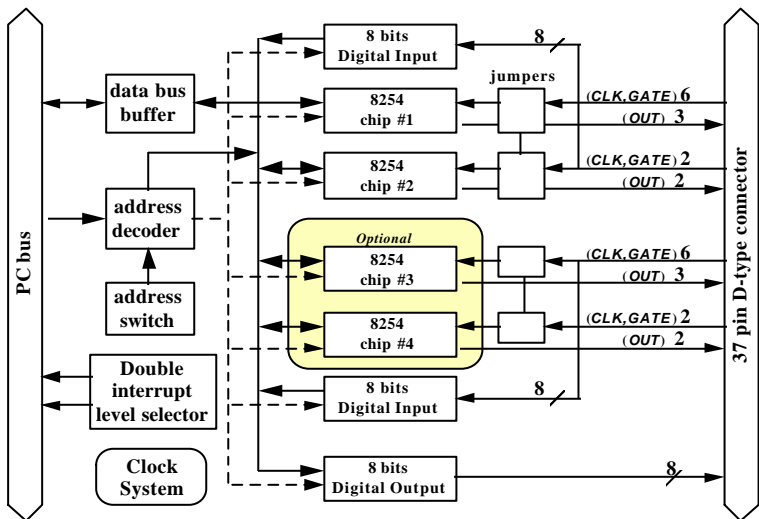 PC bus
data bus
buffer
address
decoder
address
switch
Double
interrupt
level selector
Clock
System
8 bits
Digital Input
8
jumpers
8254
chip #1
(CLK,GATE) 6
(OUT) 3
8254
chip #2
(CLK,GATE) 2
(OUT) 2
Optional
8254
chip #3
(CLK,GATE) 6
(OUT) 3
8254
chip #4
(CLK,GATE) 2
(OUT) 2
8 bits
Digital Input
8
8 bits
Digital Output
8
37 pin D-type connector